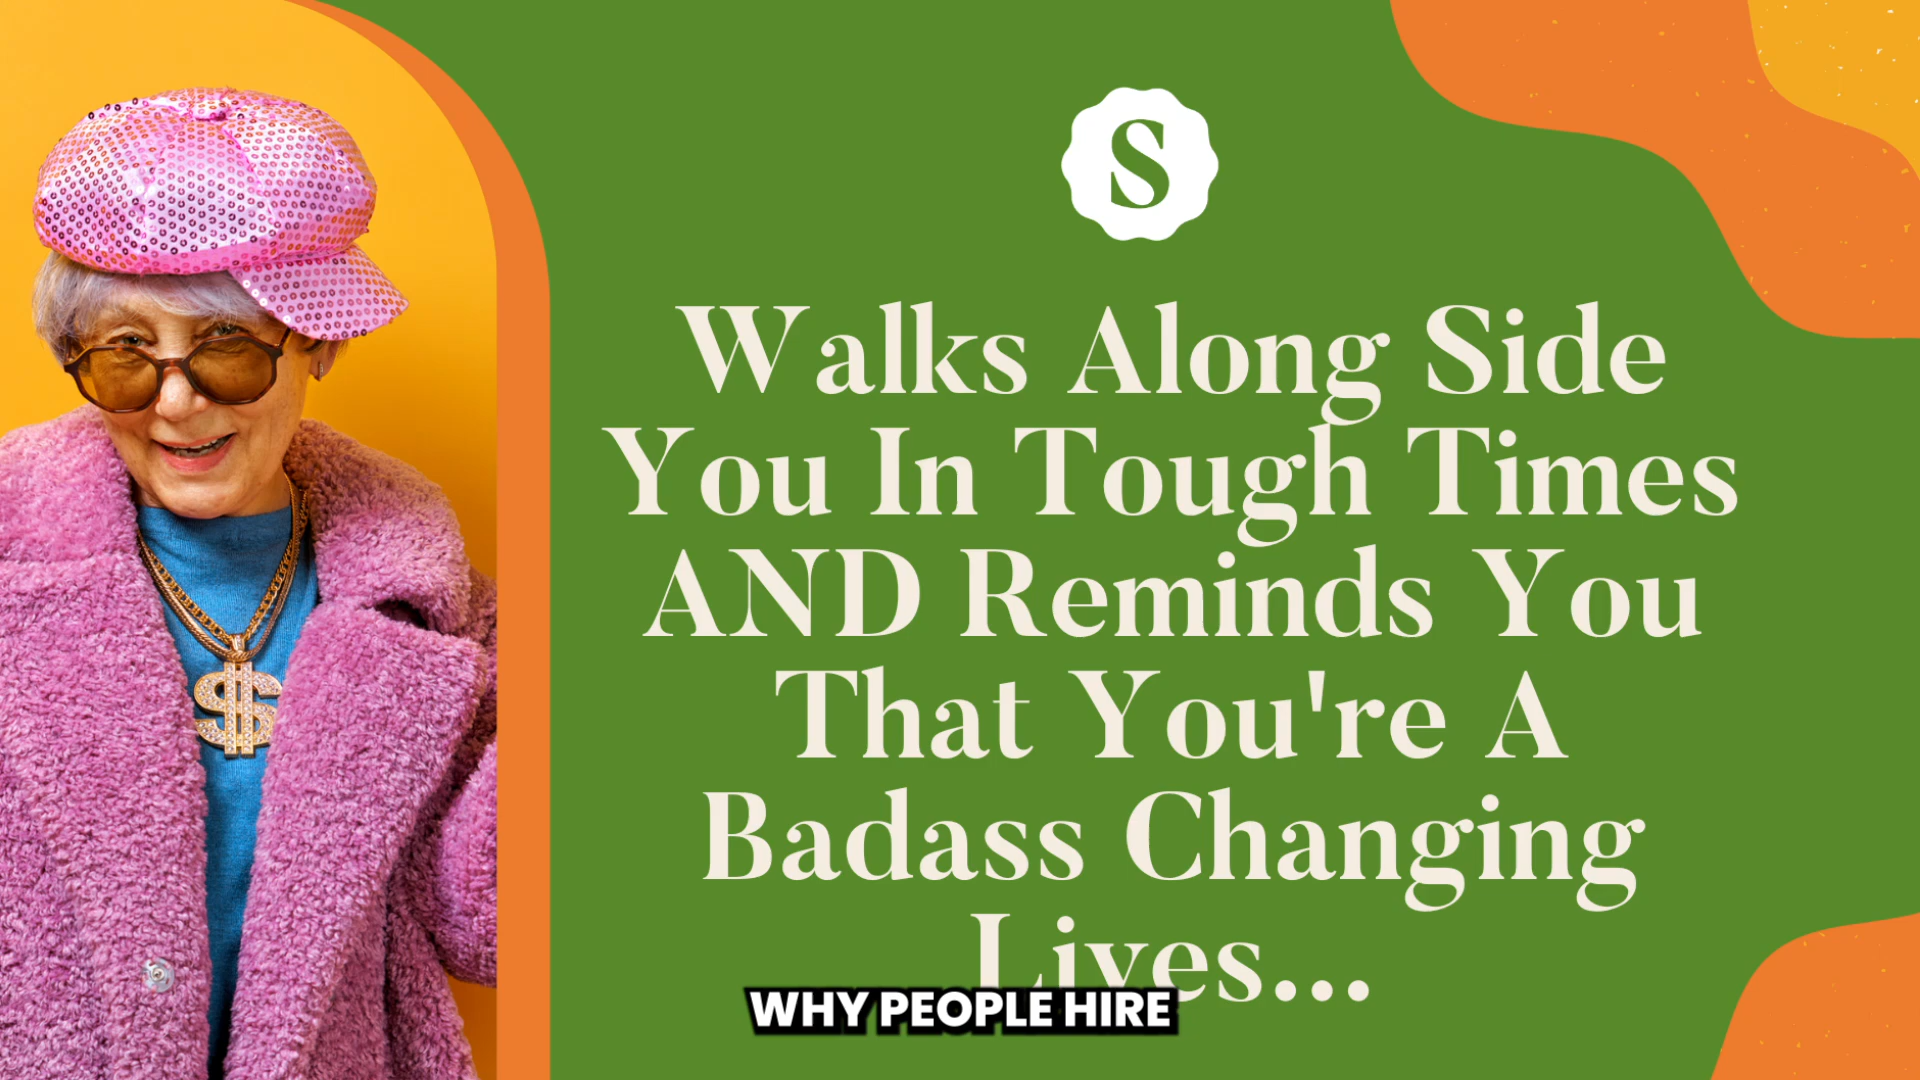 S
Walks Along Side
You In Tough Times
AND Reminds You
That You're A
Badass Changing
Lives...
WHY PEOPLE HIRE